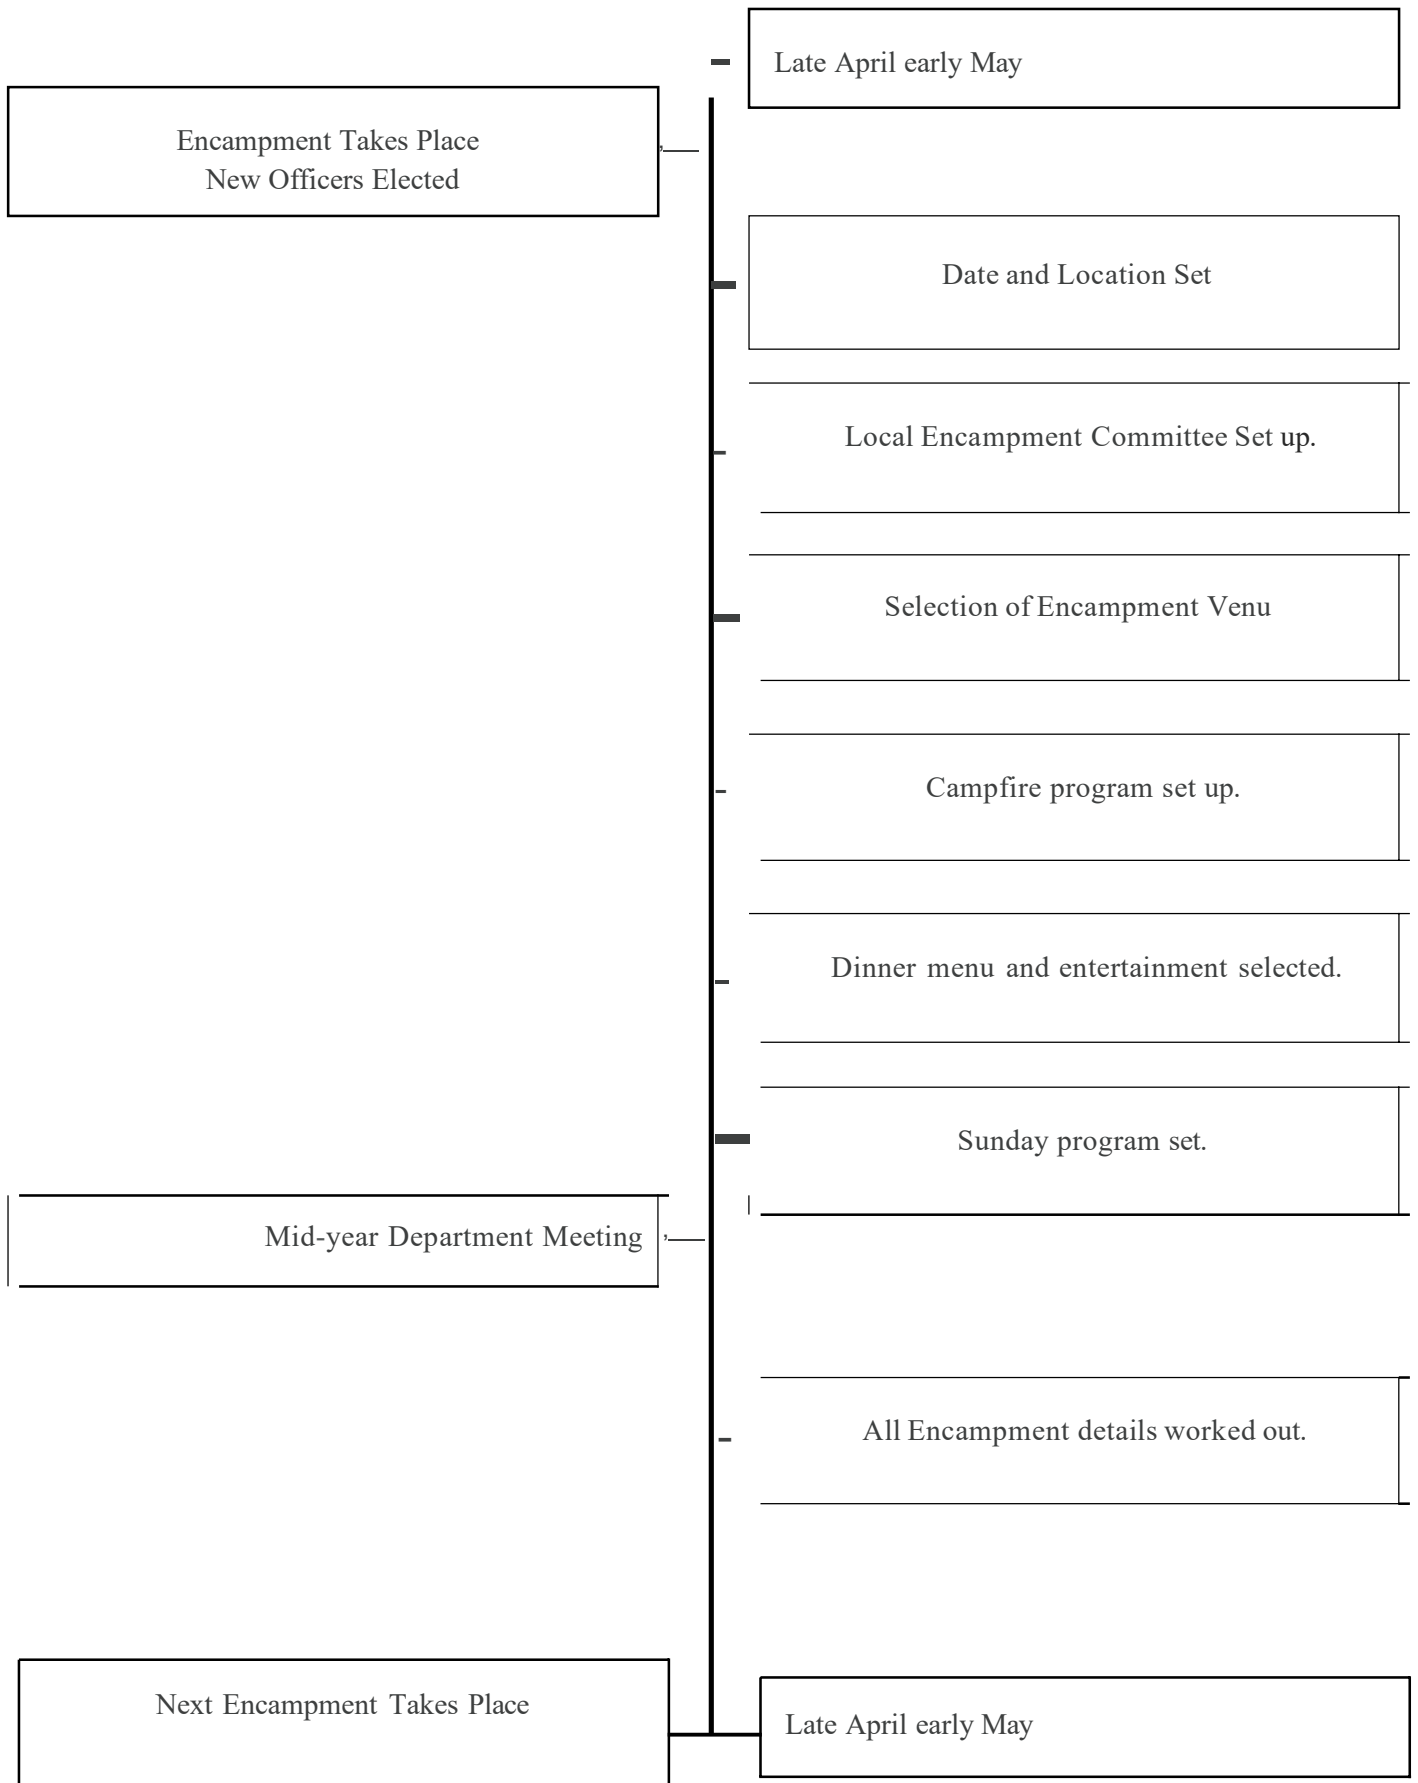 Late April early May
Encampment Takes Place
New Officers Elected
Date and Location Set
Local Encampment Committee Set up.
Selection of Encampment Venu
Campfire program set up.
Dinner menu and entertainment selected.
Sunday program set.
Mid-year Department Meeting
All Encampment details worked out.
Next Encampment Takes Place
Late April early May